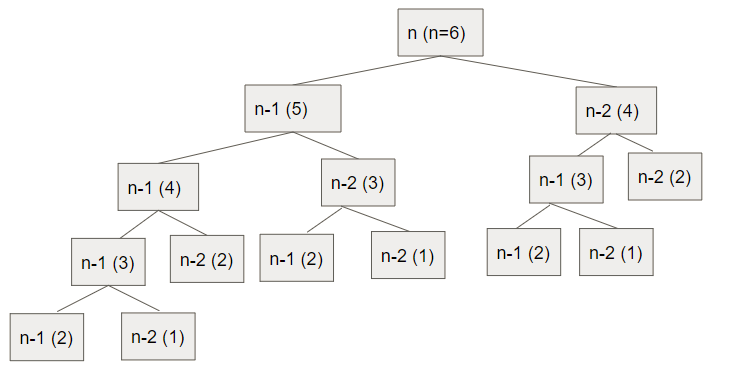 n (n=6)
n-1 (5)
n-2 (4)
n-1 (4)
n-2 (3)
n-1 (3)
n-2 (2)
n-1 (3)
n-2 (2)
n-1 (2)
n-2 (1)
n-1 (2)
n-2 (1)
n-1 (2)
n-2 (1)